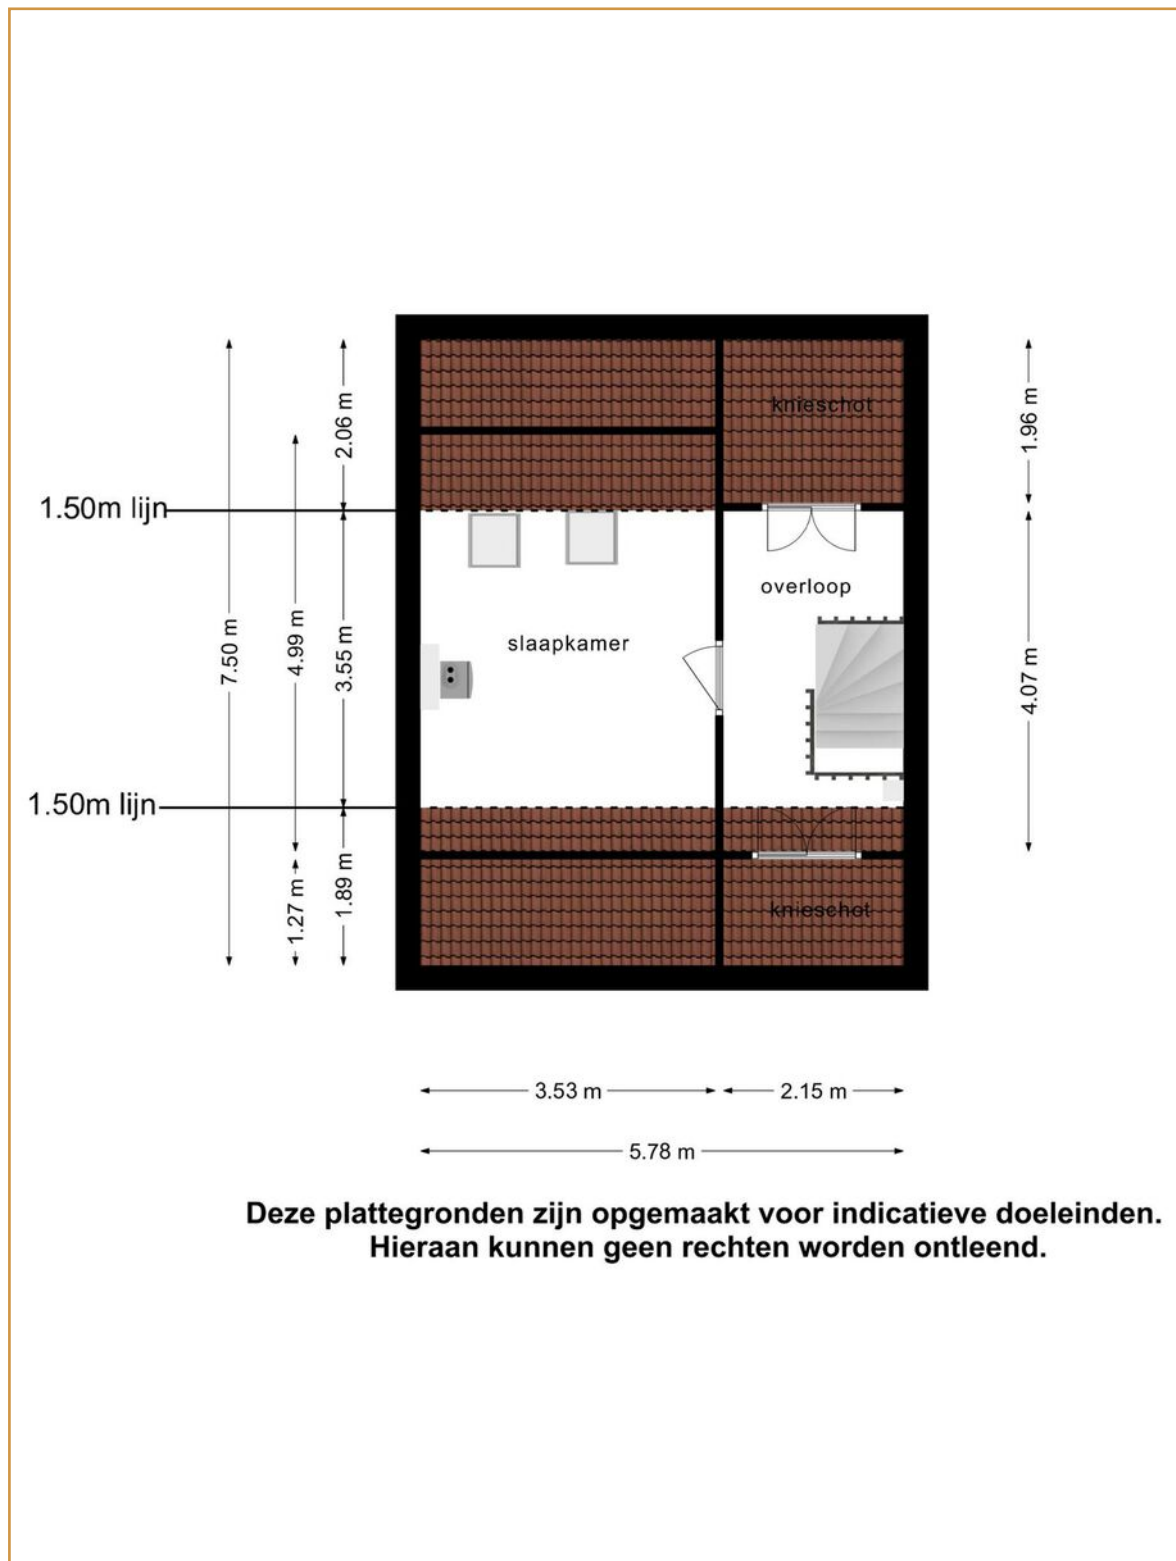 knieschot
2.06 m
1.96 m
1.50m lijn
overloop
slaapkamer
7.50 m
4.99 m
3.55 m
4.07 m
1.50m lijn
1.27 m
1.89 m
knieschot
3.53 m
2.15 m
5.78 m
Deze plattegronden zijn opgemaakt voor indicatieve doeleinden.
Hieraan kunnen geen rechten worden ontleend.